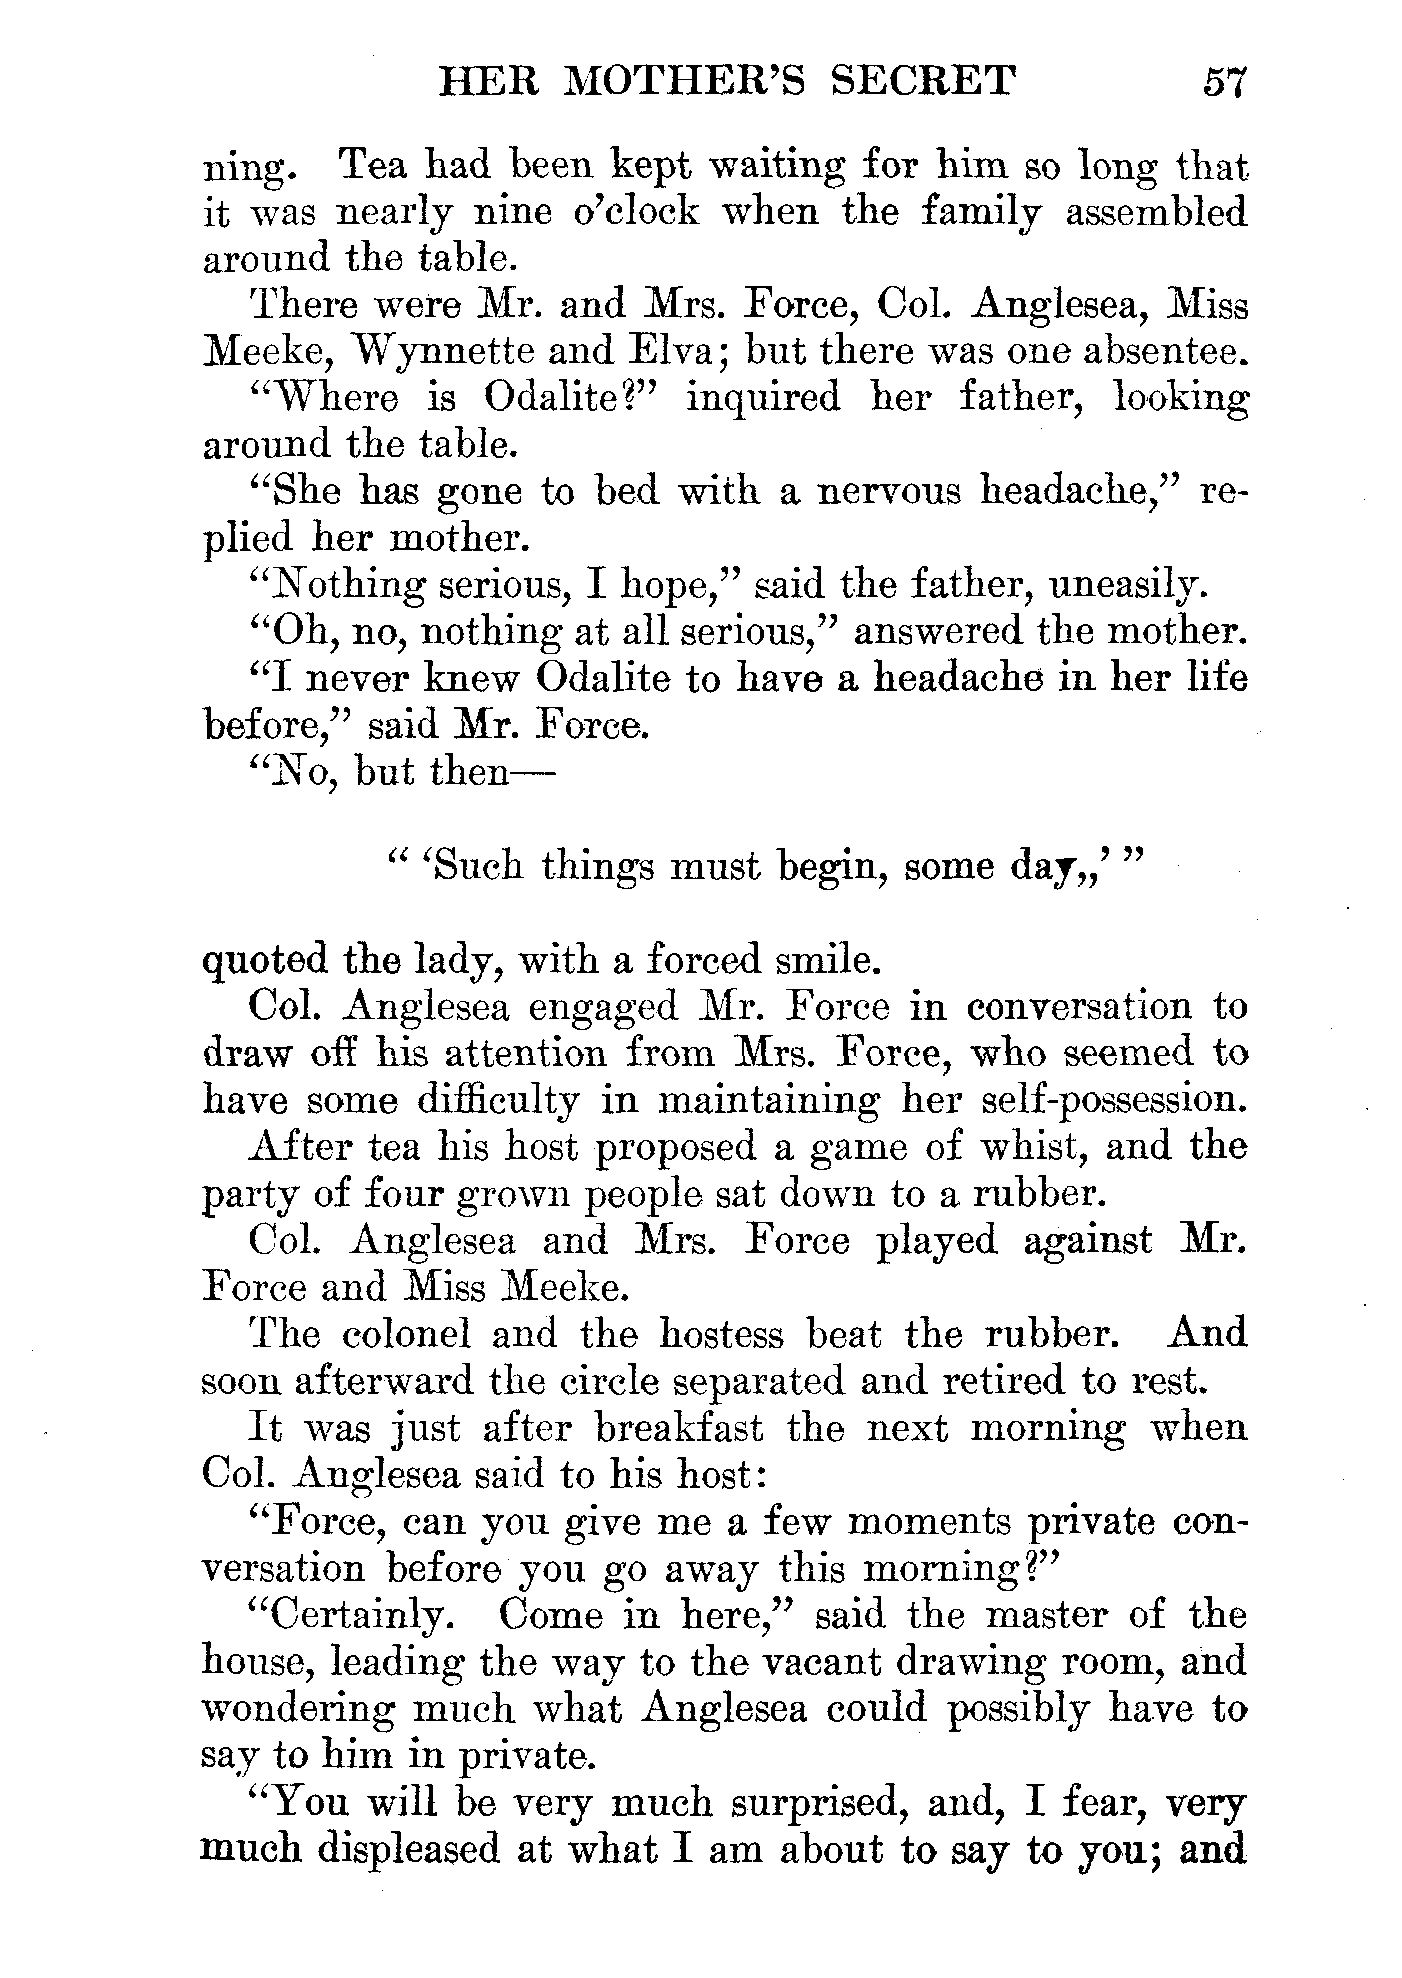 HER MOTHER'S SECRET 57
ning. Tea had been kept waiting for him so long that
it was nearly nine o'clock when the family assembled
around the table.
There were Mr. and Mrs. Force, Col. Anglesea, Miss
Meeke, Wynnette and Elva; but there was one absentee.
“Where is Odalite?” inquired her father, looking
around the table.
“She has gone to bed with a nervous headache,” re-
plied her mother.
“Nothing serious, I hope,” said the father, uneasily.
“Oh, no, nothing at all serious,” answered the mother.
“I never knew Odalite to have a headache in her life
before,” said Mr. Force.
“No, but then—
“ ‘Such things must begin, some day,,’ ”
quoted the lady, with a forced smile.
Col. Anglesea engaged Mr. Force in conversation to
draw off his attention from Mrs. Force, who seemed to
have some difficulty in maintaining her self-possession.
After tea his host proposed a game of whist, and the
party of four grown people sat down to a rubber.
Col. Anglesea and Mrs. Force played against Mr.
Force and Miss Meeke.
The colonel and the hostess beat the rubber. And
soon afterward the circle separated and retired to rest.
It was just after breakfast the next morning when
Col. Anglesea said to his host:
“Force, can you give me a few moments private con-
versation before you go away this morning?”
“Certainly. Come in here,” said the master of the
house, leading the way to the vacant drawing room, and
wondering much what Anglesea could possibly have to
say to him in private.
“You will be very much surprised, and, I fear, very
much displeased at what I am about to say to you; and